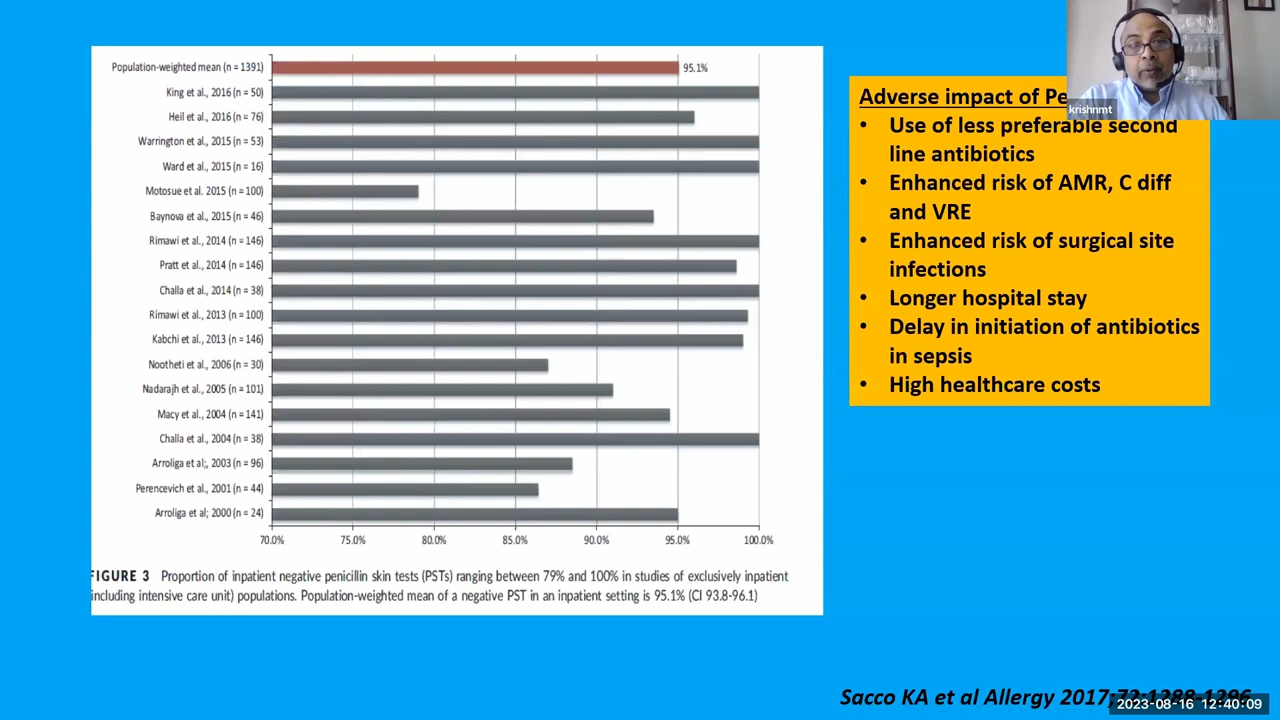 Population-weighted mean (n = 1391)
95.1%
King et al., 2016 (n = 50)
Heil et al., 2016 (n = 76)
Warrington et al., 2015 (n = 53)
Ward et al., 2015 (n = 16)
Motosue et al. 2015 (n = 100)
Baynova et al., 2015 (n = 46)
Rimawi et al., 2014 (n = 146)
Pratt et al., 2014 (n = 146)
Challa et al., 2014 (n = 38)
Rimawi et al., 2013 (n = 100)
Kabchi et al., 2013 (n = 146)
Nootheti et al., 2006 (n = 30)
Nadarajh et al., 2005 (n = 101)
Macy et al., 2004 (n = 141)
Challa et al., 2004 (n = 38)
Arroliga et al;, 2003 (n = 96)
Perencevich et al., 2001 (n = 44)
Arroliga et al; 2000 (n = 24)
70.0% 75.0% 80.0% 85.0% 90.0% 95.0% 100.0%
FIGURE 3 Proportion of inpatient negative penicillin skin tests (PSTs) ranging between 79% and 100% in studies of exclusively inpatient
(including intensive care unit) populations. Population-weighted mean of a negative PST in an inpatient setting is 95.1% (CI 93.8-96.1)
krishnmt
Adverse impact of
• Use of less preferable second
line antibiotics
• Enhanced risk of AMR, C diff
and VRE
• Enhanced risk of surgical site
infections
• Longer hospital stay
• Delay in initiation of antibiotics
in sepsis
• High healthcare costs
Sacco KA et al Allergy 2017;72:1288-1296
2023-08-16 12:40:09